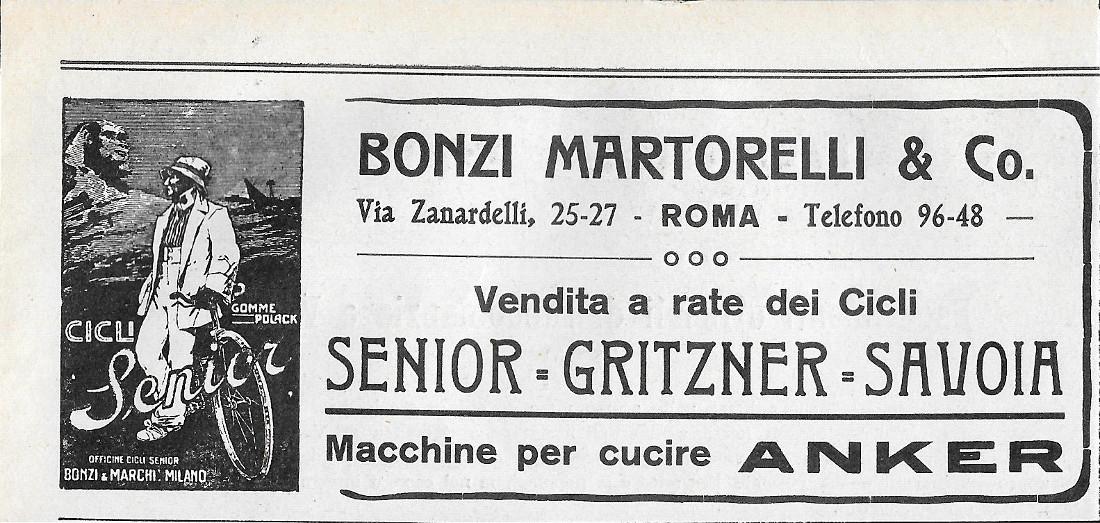 CICLI
Senior
GOMME
POLACK
OFFICINE CICLI SENIOR
BONZI & MARCHI. MILANO
BONZI MARTORELLI & Co.
Via Zanardelli, 25-27 - ROMA - Telefono 96-48 —
Vendita a rate dei Cicli
SENIOR = GRITZNER = SAVOIA
Macchine per cucire ANKER